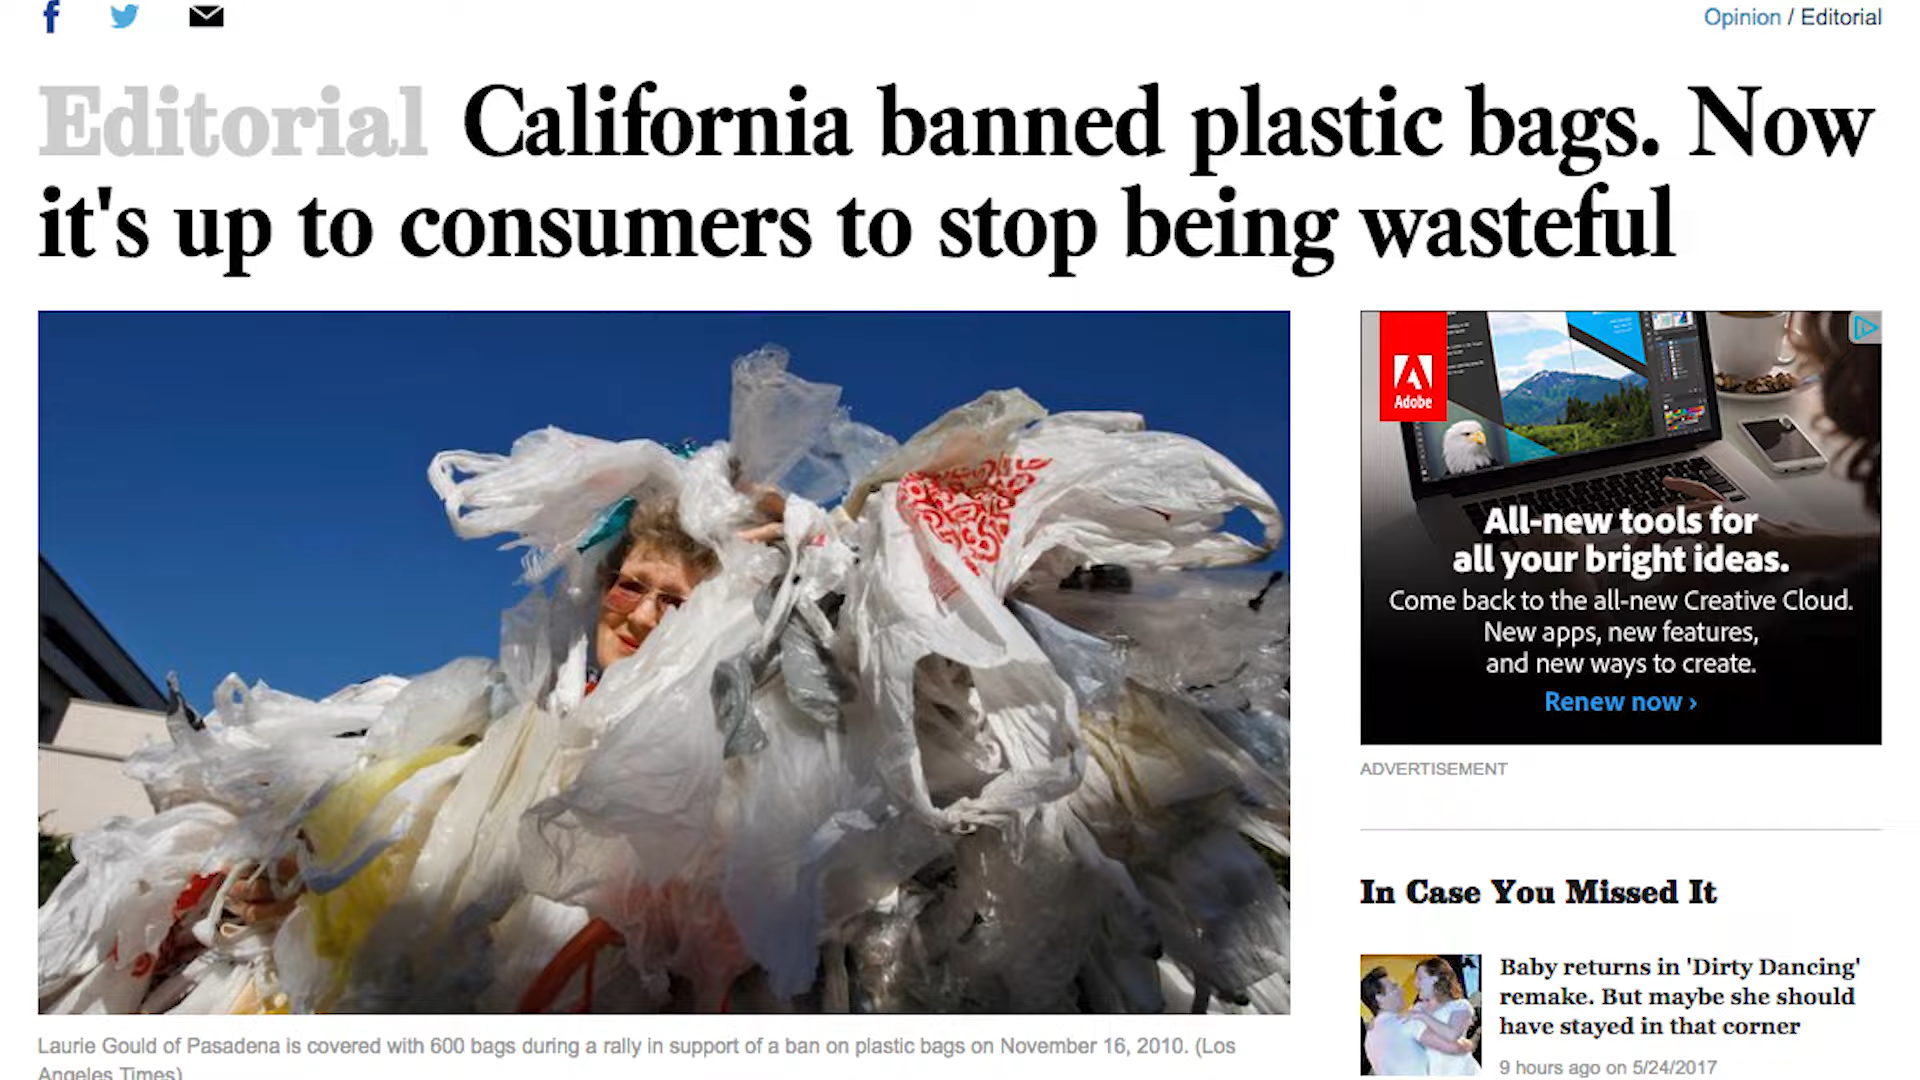 Opinion / Editorial
Editorial California banned plastic bags. Now
it's up to consumers to stop being wasteful
Adobe
All-new tools for
all your bright ideas.
Come back to the all-new Creative Cloud.
New apps, new features,
and new ways to create.
Renew now ›
ADVERTISEMENT
In Case You Missed It
Baby returns in 'Dirty Dancing'
remake. But maybe she should
have stayed in that corner
9 hours ago on 5/24/2017
Laurie Gould of Pasadena is covered with 600 bags during a rally in support of a ban on plastic bags on November 16, 2010. (Los
Angeles Times)